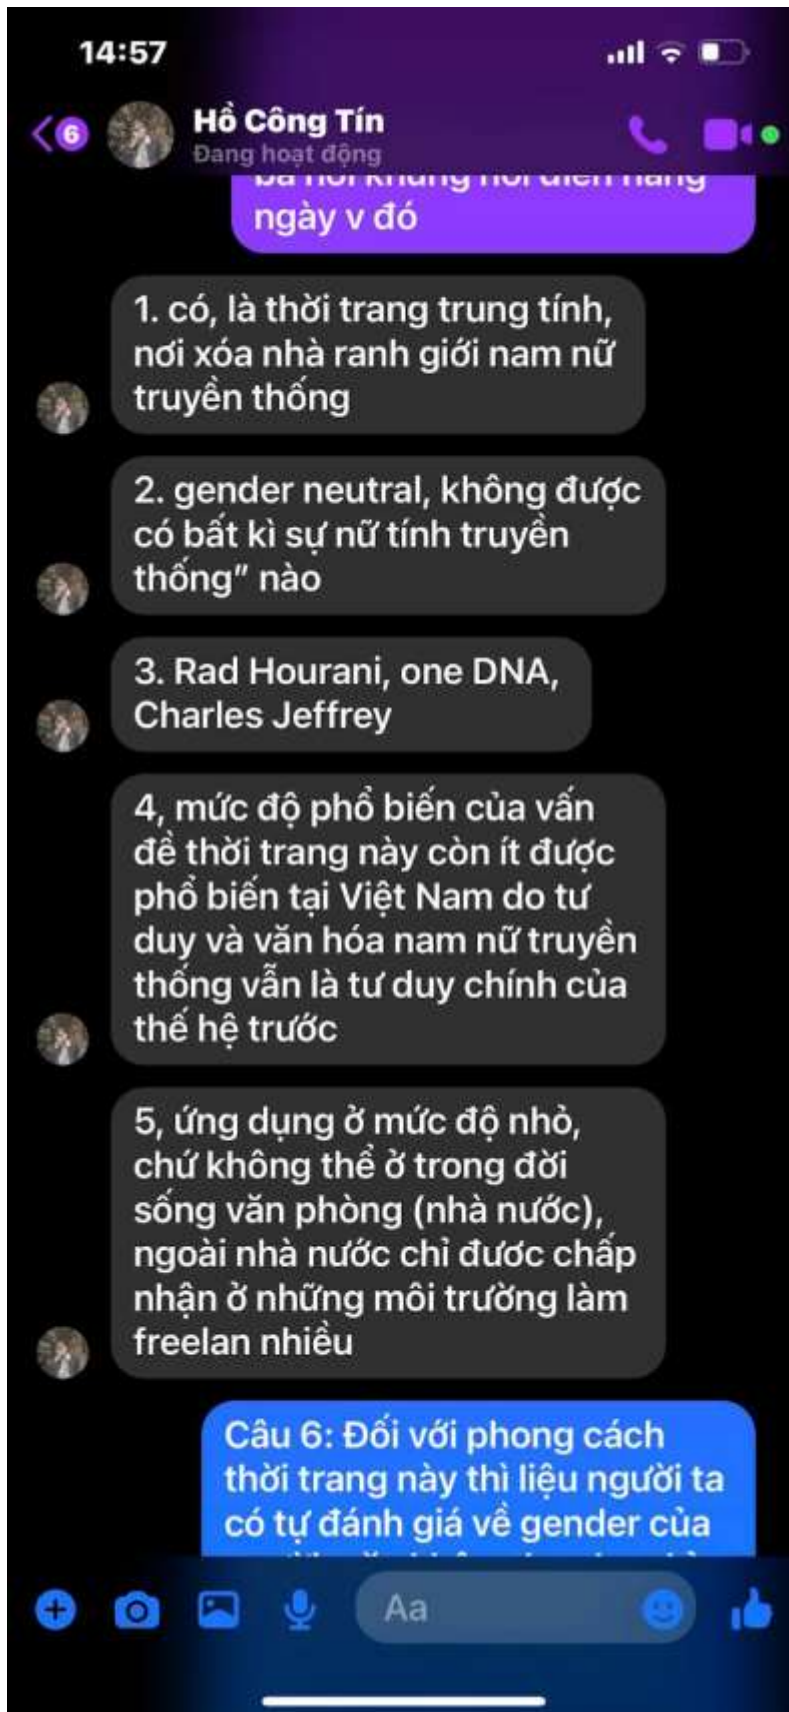 14:57
6
Hồ Công Tín
Đang hoạt động
ngày v đó
1. có, là thời trang trung tính,
nơi xóa nhà ranh giới nam nữ
truyền thống
2. gender neutral, không được
có bất kì sự nữ tính truyền
thống” nào
3. Rad Hourani, one DNA,
Charles Jeffrey
4, mức độ phổ biến của vấn
đề thời trang này còn ít được
phổ biến tại Việt Nam do tư
duy và văn hóa nam nữ truyền
thống vẫn là tư duy chính của
thế hệ trước
5, ứng dụng ở mức độ nhỏ,
chứ không thể ở trong đời
sống văn phòng (nhà nước),
ngoài nhà nước chỉ đươc chấp
nhận ở những môi trường làm
freelan nhiều
Câu 6: Đối với phong cách
thời trang này thì liệu người ta
có tự đánh giá về gender của
Aa